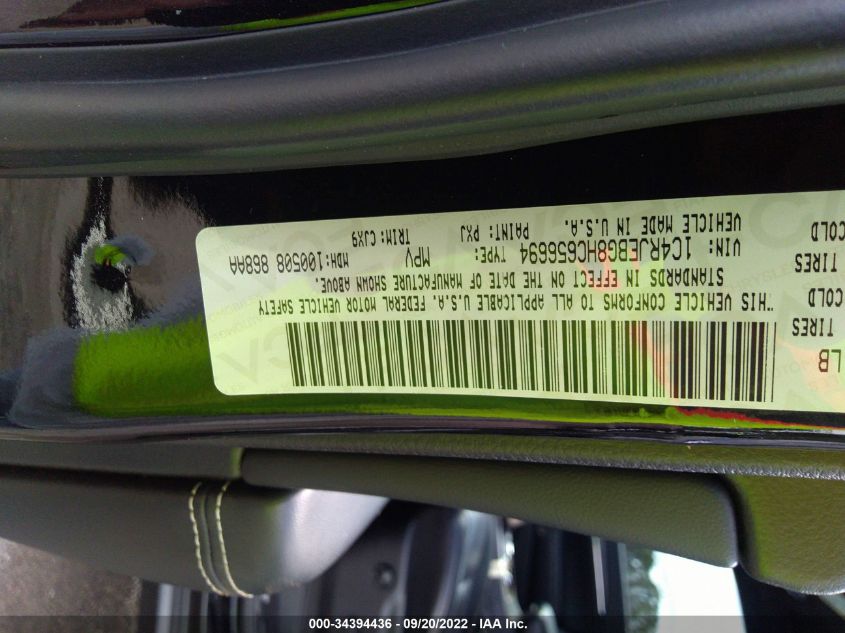 LB
TIRES
COLD
TIRES
COLD
THIS VEHICLE CONFORMS TO ALL APPLICABLE U.S.A. FEDERAL MOTOR VEHICLE SAFETY
STANDARDS IN EFFECT ON THE DATE OF MANUFACTURE SHOWN ABOVE.
VIN: 1C4RJEBG8HC656694 TYPE: MPV MDH:100508 868AA
VEHICLE MADE IN U.S.A. PAINT: PXJ TRIM: CJX9
000-34394436 - 09/20/2022 - IAA Inc.